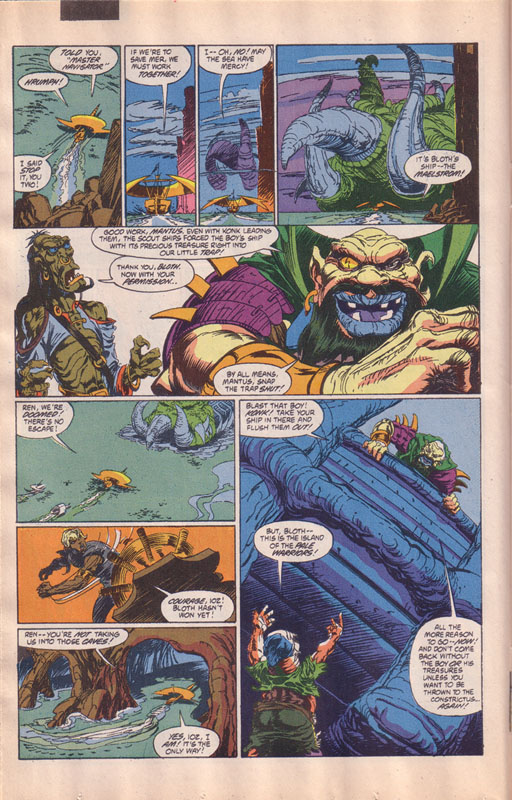 TOLD YOU,
"MASTER
NAVIGATOR."
HRUMPH!
I SAID
STOP
IT, YOU
TWO!
IF WE'RE TO
SAVE MER, WE
MUST WORK
TOGETHER!
I--OH, NO! MAY
THE SEA HAVE
MERCY!
IT'S BLOTH'S
SHIP--THE
MAELSTROM!
GOOD WORK, MANTUS. EVEN WITH KONK LEADING
THEM, THE SCOUT SHIPS FORCED THE BOY'S SHIP
WITH ITS PRECIOUS TREASURE RIGHT INTO
OUR LITTLE TRAP!
THANK YOU, BLOTH.
NOW WITH YOUR
PERMISSION...
BY ALL MEANS,
MANTUS, SNAP
THE TRAP SHUT!
REN, WE'RE
DOOMED!
THERE'S NO
ESCAPE!
COURAGE, IOZ!
BLOTH HASN'T
WON YET!
REN--YOU'RE NOT TAKING
US INTO THOSE CAVES!
YES, IOZ, I
AM! IT'S THE
ONLY WAY!
BLAST THAT BOY!
KONK! TAKE YOUR
SHIP IN THERE AND
FLUSH THEM OUT!
BUT, BLOTH--
THIS IS THE ISLAND
OF THE PALE
WARRIORS!
ALL THE
MORE REASON
TO GO--NOW!
AND DON'T COME
BACK WITHOUT
THE BOY OR HIS
TREASURES
UNLESS YOU
WANT TO BE
THROWN TO THE
CONSTRICTUS...
AGAIN!